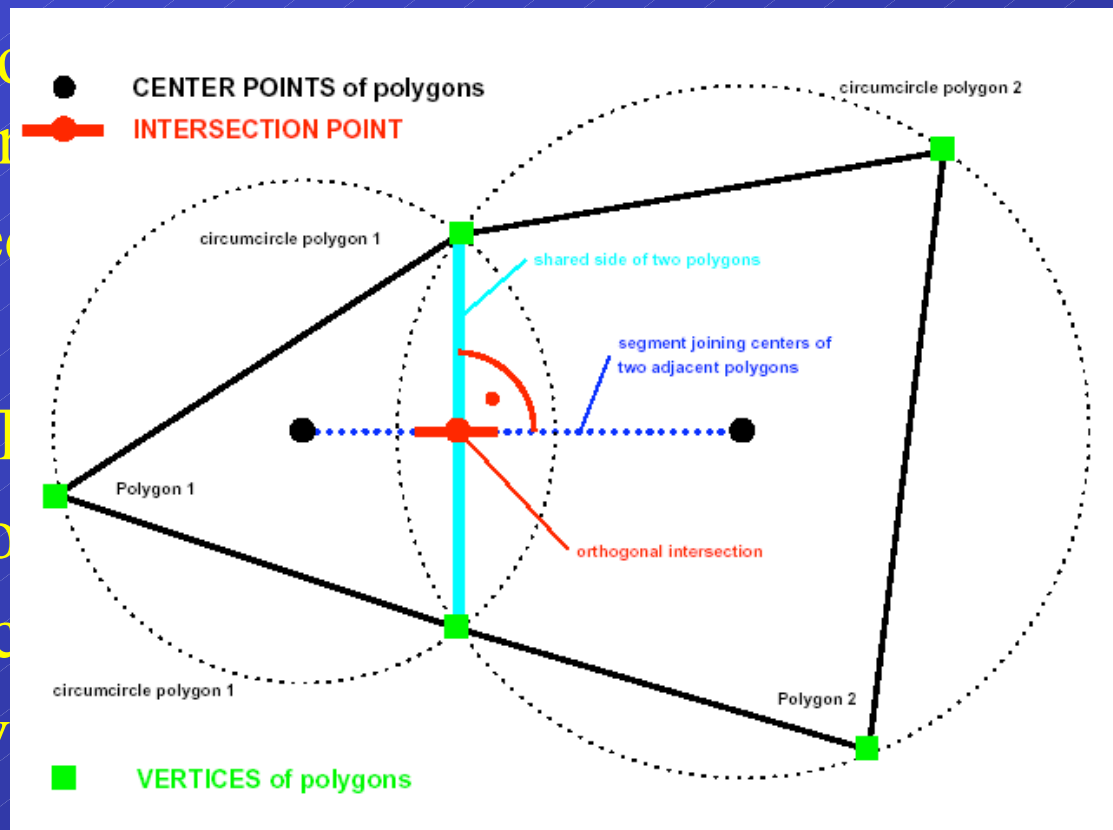 CENTER POINTS of polygons
INTERSECTION POINT
circumcircle polygon 2
circumcircle polygon 1
shared side of two polygons
segment joining centers of
two adjacent polygons
Polygon 1
orthogonal intersection
circumcircle polygon 1
Polygon 2
VERTICES of polygons